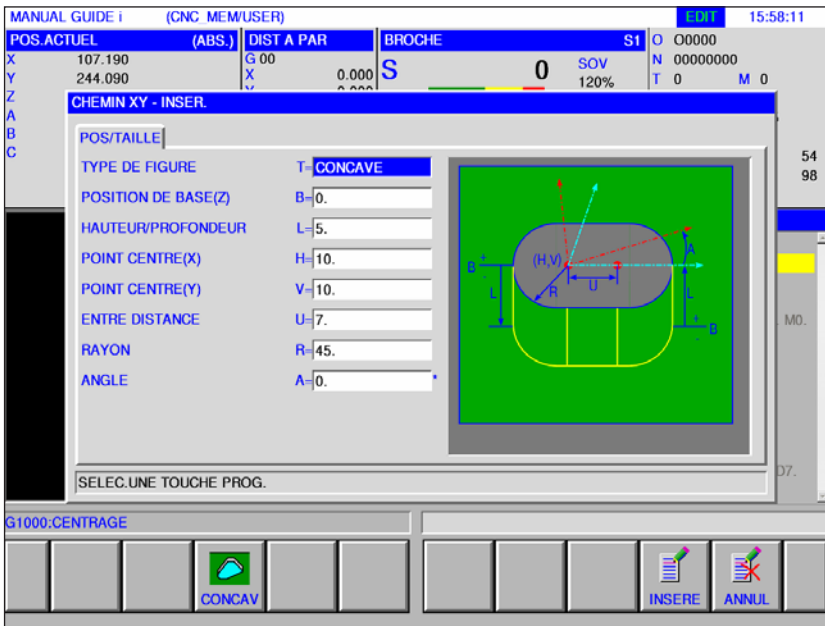 MANUAL GUIDE i (CNC_MEM/USER) EDIT 15:58:11
POS.ACTUEL (ABS.) DIST A PAR BROCHE S1 O O0000
X 107.190 G 00 S 0 SOV N 00000000
Y 244.090 X 0.000 120% T 0 M 0
Z
A
B
C
54
98
CHEMIN XY - INSER.
POS/TAILLE
TYPE DE FIGURE T= CONCAVE
POSITION DE BASE(Z) B= 0.
HAUTEUR/PROFONDEUR L= 5.
POINT CENTRE(X) H= 10.
POINT CENTRE(Y) V= 10.
ENTRE DISTANCE U= 7.
RAYON R= 45.
ANGLE A= 0. °
A
B + (H,V)
-
L R U L
+ B
-
M0.
D7.
SELEC.UNE TOUCHE PROG.
G1000:CENTRAGE
CONCAV INSERE ANNUL